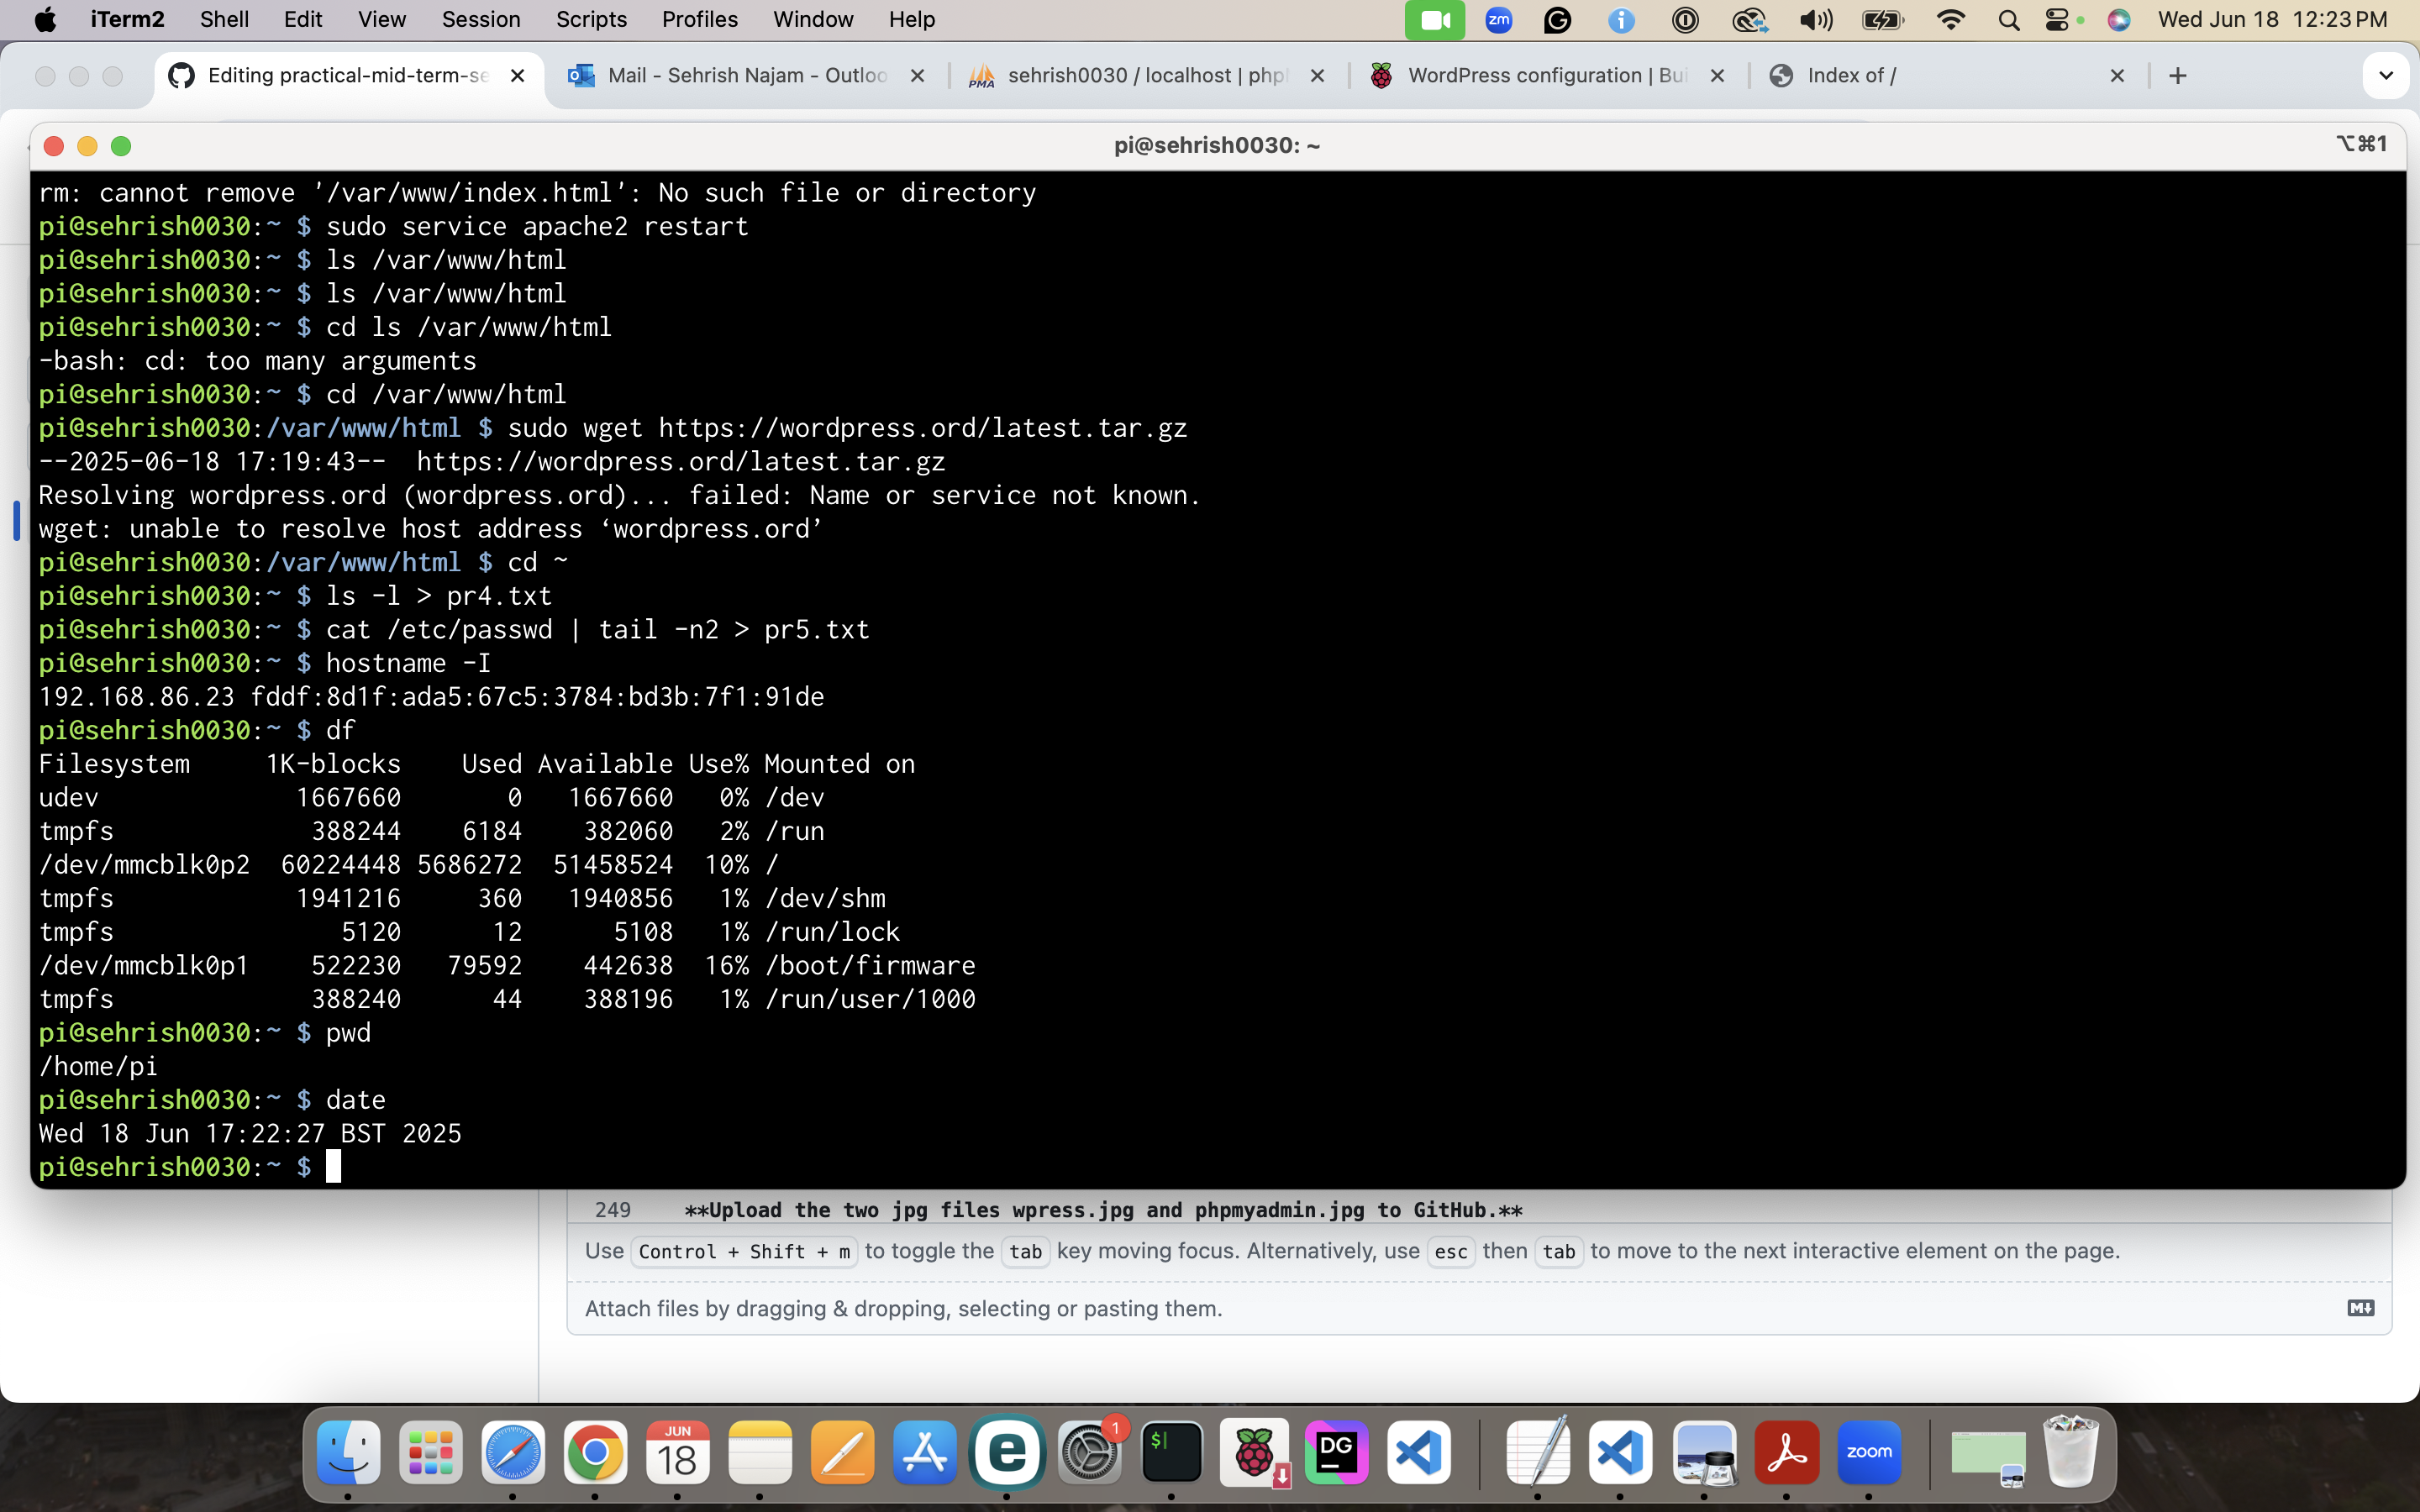 iTerm2 Shell Edit View Session Scripts Profiles Window Help zm Wed Jun 18 12:23 PM
Editing practical-mid-term-se Mail - Sehrish Najam - Outloo sehrish0030 / localhost | php WordPress configuration | Bui Index of /
pi@sehrish0030: ~ ⌥⌘1
rm: cannot remove '/var/www/index.html': No such file or directory
pi@sehrish0030:~ $ sudo service apache2 restart
pi@sehrish0030:~ $ ls /var/www/html
pi@sehrish0030:~ $ ls /var/www/html
pi@sehrish0030:~ $ cd ls /var/www/html
-bash: cd: too many arguments
pi@sehrish0030:~ $ cd /var/www/html
pi@sehrish0030:/var/www/html $ sudo wget https://wordpress.ord/latest.tar.gz
--2025-06-18 17:19:43-- https://wordpress.ord/latest.tar.gz
Resolving wordpress.ord (wordpress.ord)... failed: Name or service not known.
wget: unable to resolve host address ‘wordpress.ord’
pi@sehrish0030:/var/www/html $ cd ~
pi@sehrish0030:~ $ ls -l > pr4.txt
pi@sehrish0030:~ $ cat /etc/passwd | tail -n2 > pr5.txt
pi@sehrish0030:~ $ hostname -I
192.168.86.23 fddf:8d1f:ada5:67c5:3784:bd3b:7f1:91de
pi@sehrish0030:~ $ df
Filesystem 1K-blocks Used Available Use% Mounted on
udev 1667660 0 1667660 0% /dev
tmpfs 388244 6184 382060 2% /run
/dev/mmcblk0p2 60224448 5686272 51458524 10% /
tmpfs 1941216 360 1940856 1% /dev/shm
tmpfs 5120 12 5108 1% /run/lock
/dev/mmcblk0p1 522230 79592 442638 16% /boot/firmware
tmpfs 388240 44 388196 1% /run/user/1000
pi@sehrish0030:~ $ pwd
/home/pi
pi@sehrish0030:~ $ date
Wed 18 Jun 17:22:27 BST 2025
pi@sehrish0030:~ $
249 **Upload the two jpg files wpress.jpg and phpmyadmin.jpg to GitHub.**
Use Control + Shift + m to toggle the tab key moving focus. Alternatively, use esc then tab to move to the next interactive element on the page.
Attach files by dragging & dropping, selecting or pasting them.
JUN
18
1
$
DG
zoom